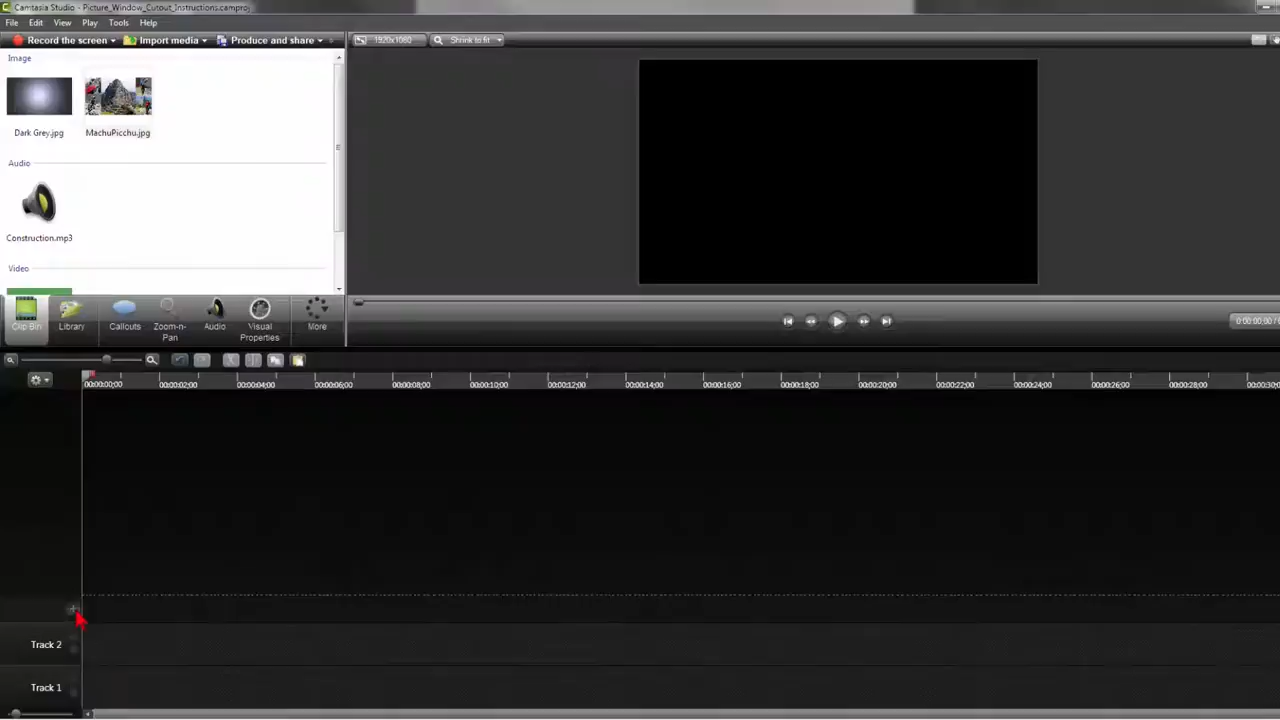 Camtasia Studio - Picture_Window_Cutout_Instructions.camproj
File Edit View Play Tools Help
Record the screen Import media Produce and share »
1920x1080 Shrink to fit
Image
Dark Grey.jpg MachuPicchu.jpg
Audio
Construction.mp3
Video
Clip Bin Library Callouts Zoom-n-Pan Audio Visual Properties More
0:00:00;00 /
00:00:00;00 00:00:02;00 00:00:04;00 00:00:06;00 00:00:08;00 00:00:10;00 00:00:12;00 00:00:14;00 00:00:16;00 00:00:18;00 00:00:20;00 00:00:22;00 00:00:24;00 00:00:26;00 00:00:28;00 00:00:30;
Track 2
Track 1